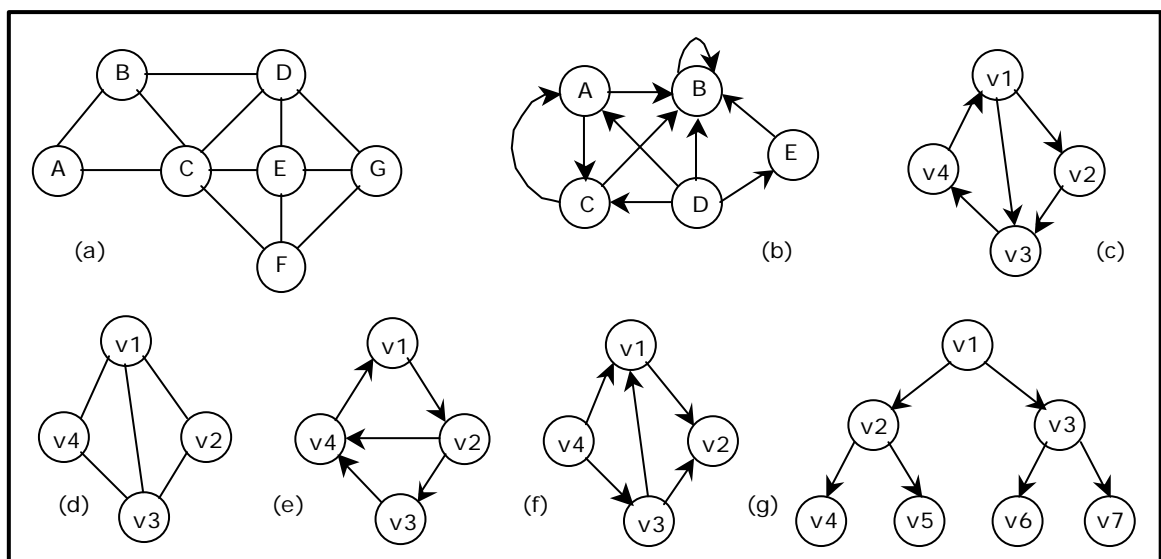 B D
A C E G
F
(a)
A B
E
C D
(b)
v1
v4 v2
v3
(c)
v1
v4 v2
v3
(d)
v1
v4 v2
v3
(e)
v1
v4 v2
v3
(f)
v1
v2 v3
v4 v5 v6 v7
(g)